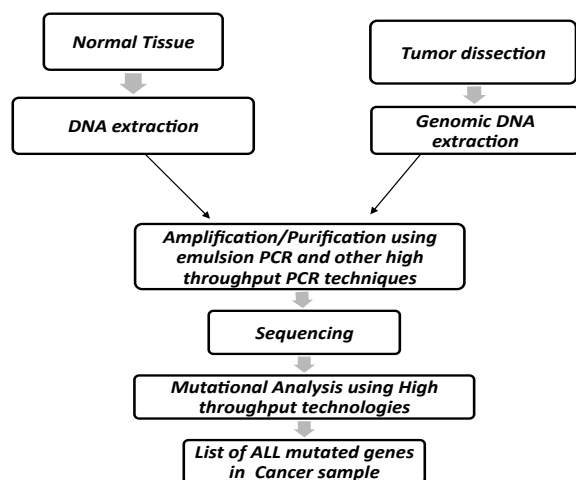 Normal Tissue
Tumor dissection
DNA extraction
Genomic DNA
extraction
Amplification/Purification using
emulsion PCR and other high
throughput PCR techniques
Sequencing
Mutational Analysis using High
throughput technologies
List of ALL mutated genes
in Cancer sample